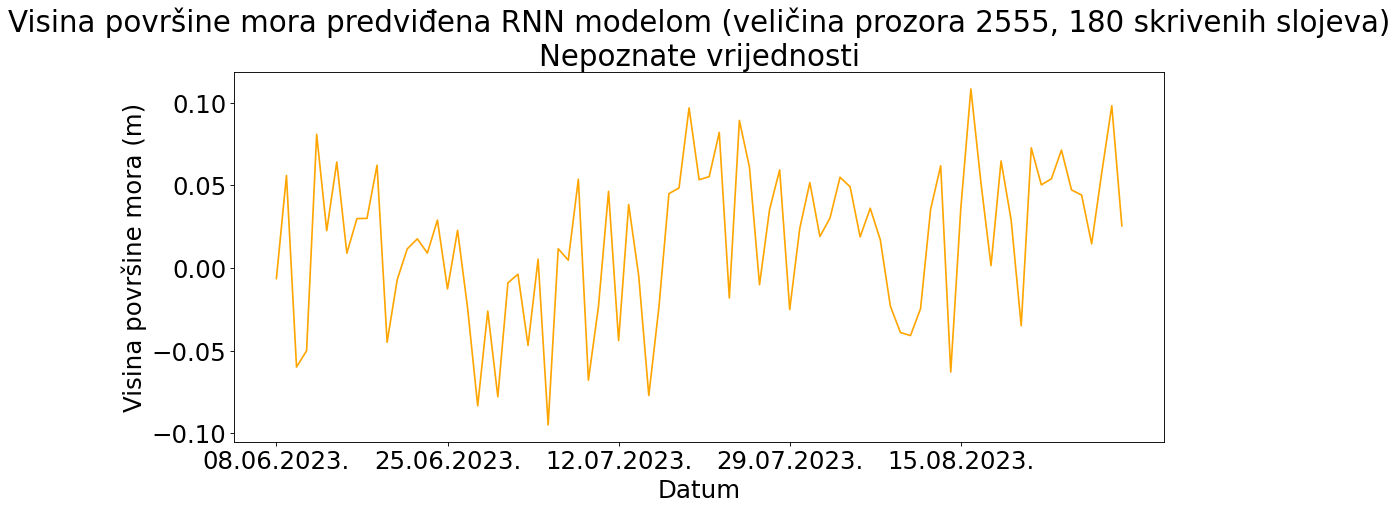 Visina površine mora predviđena RNN modelom (veličina prozora 2555, 180 skrivenih slojeva)
Nepoznate vrijednosti
Visina površine mora (m)
0.10
0.05
0.00
−0.05
−0.10
08.06.2023. 25.06.2023. 12.07.2023. 29.07.2023. 15.08.2023.
Datum